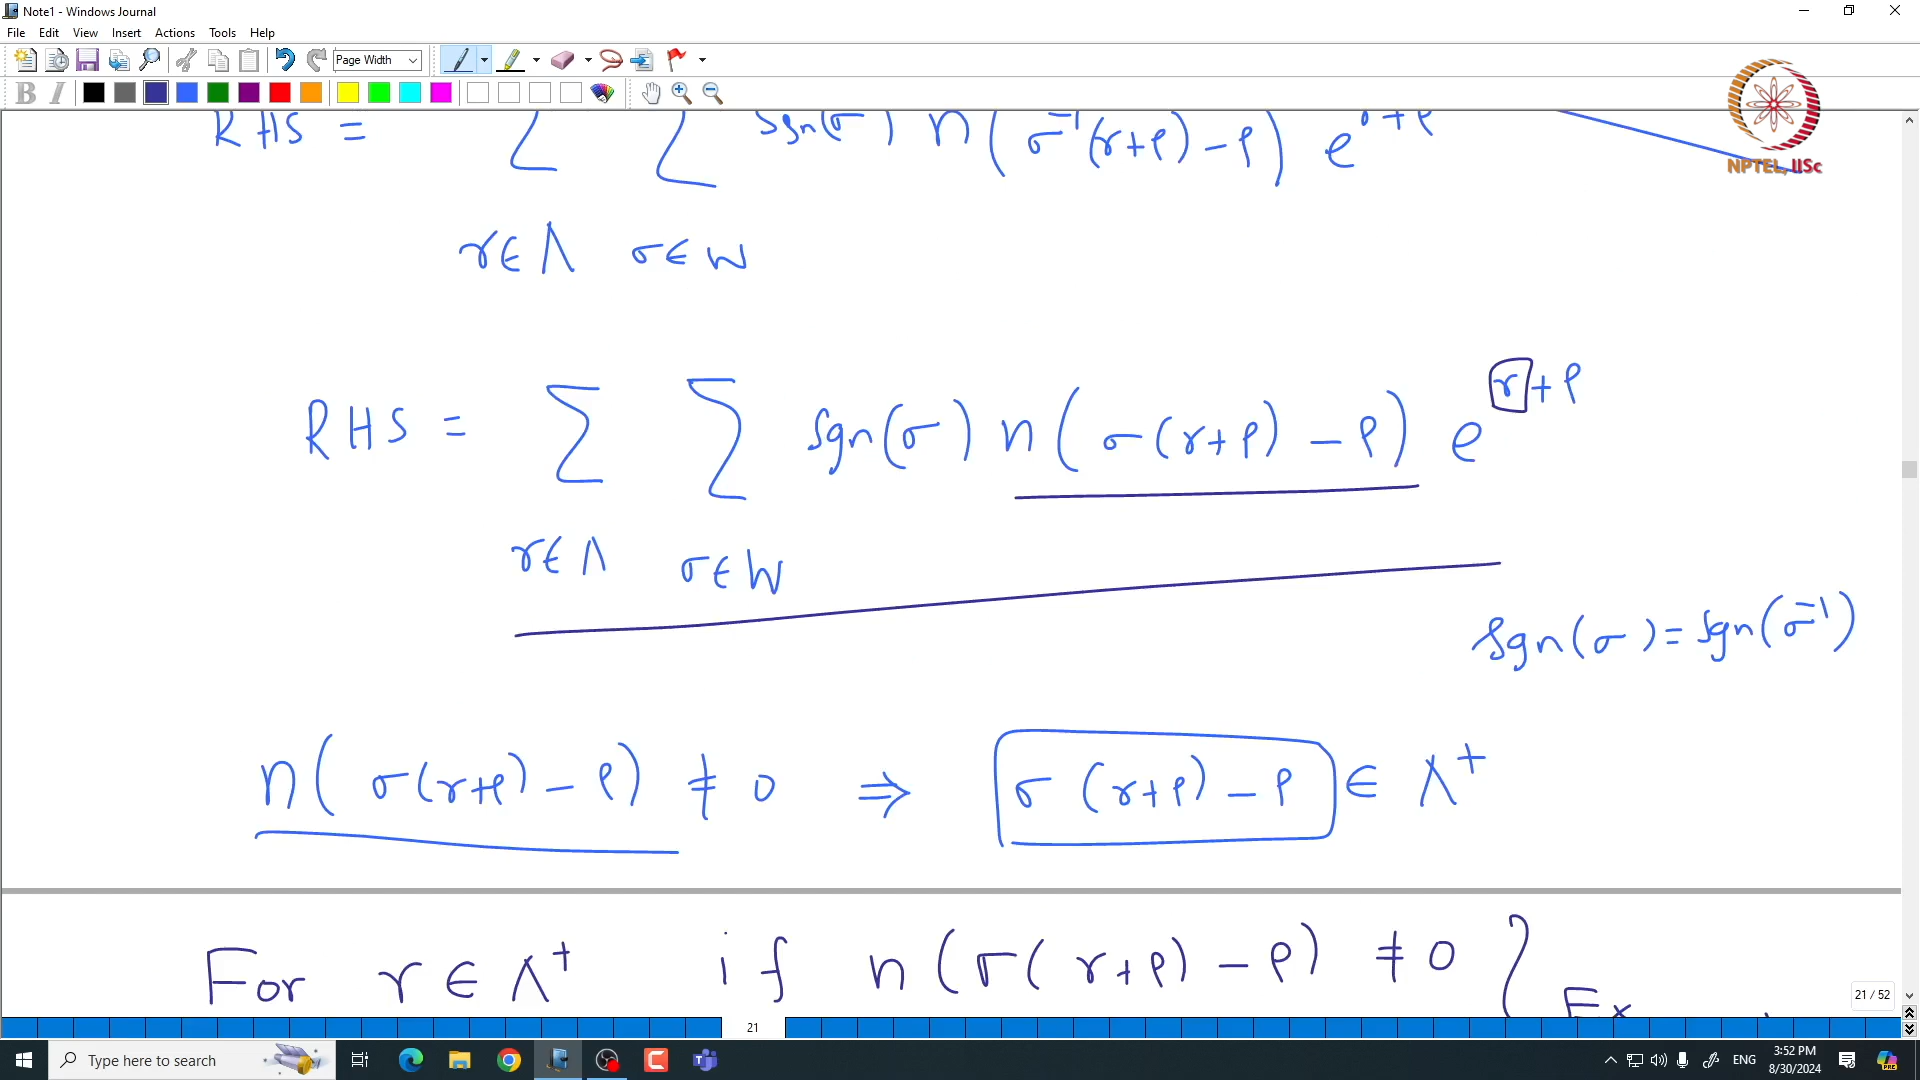 Note1 - Windows Journal
File Edit View Insert Actions Tools Help
Page Width
B I
NPTEL, IISc
RHS = ∑ ∑ sgn(σ) n(σ⁻¹(r+ρ)-ρ) e^(r+ρ)
r∈Λ σ∈W
RHS = ∑ ∑ sgn(σ) n(σ(r+ρ)-ρ) e^(r+ρ)
r∈Λ σ∈W
sgn(σ) = sgn(σ⁻¹)
n(σ(r+ρ)-ρ) ≠ 0 ⇒ σ(r+ρ)-ρ ∈ Λ⁺
For r∈Λ⁺ if n(σ(r+ρ)-ρ) ≠ 0 } Ex
21 / 52
21
Type here to search
ENG
3:52 PM
8/30/2024